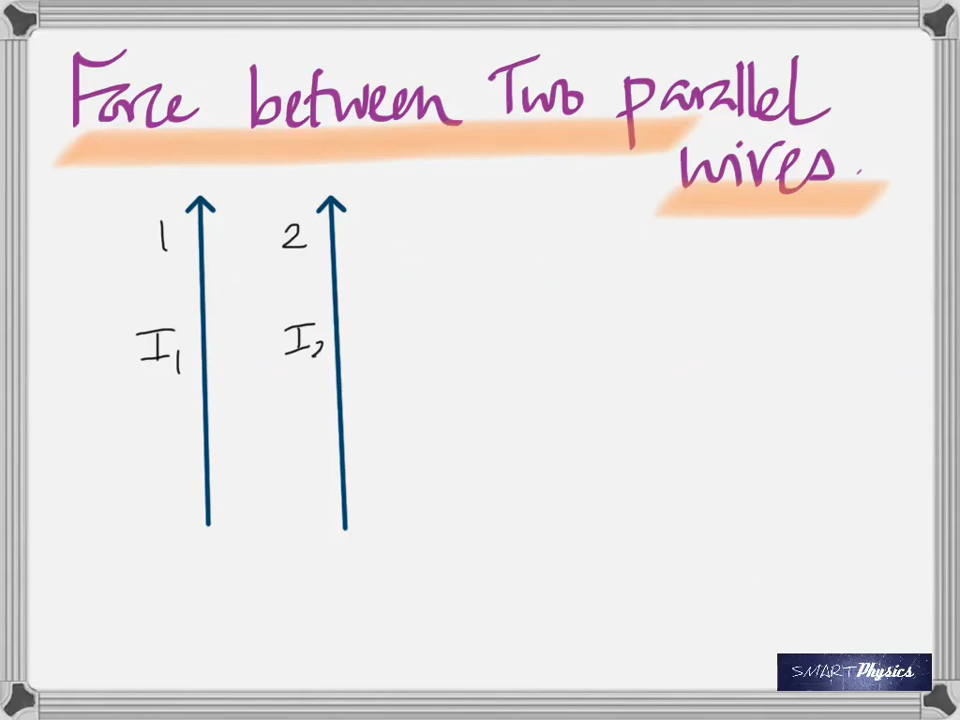 Force between Two parallel
wires.
1
2
I₁
I₂
SMARTPhysics